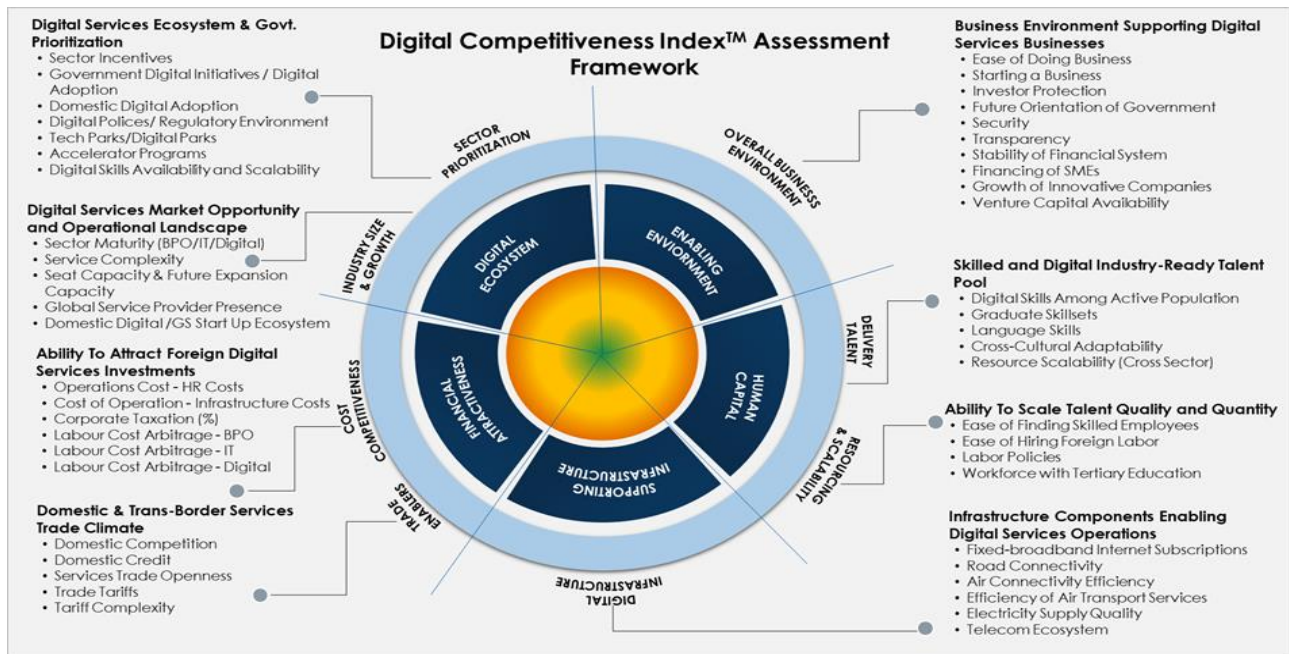 Digital Competitiveness Index™ Assessment
Framework
Digital Services Ecosystem & Govt.
Prioritization
• Sector Incentives
• Government Digital Initiatives / Digital
Adoption
• Domestic Digital Adoption
• Digital Polices/ Regulatory Environment
• Tech Parks/Digital Parks
• Accelerator Programs
• Digital Skills Availability and Scalability
Digital Services Market Opportunity
and Operational Landscape
• Sector Maturity (BPO/IT/Digital)
• Service Complexity
• Seat Capacity & Future Expansion
Capacity
• Global Service Provider Presence
• Domestic Digital /GS Start Up Ecosystem
Ability To Attract Foreign Digital
Services Investments
• Operations Cost - HR Costs
• Cost of Operation - Infrastructure Costs
• Corporate Taxation (%)
• Labour Cost Arbitrage - BPO
• Labour Cost Arbitrage - IT
• Labour Cost Arbitrage - Digital
Domestic & Trans-Border Services
Trade Climate
• Domestic Competition
• Domestic Credit
• Services Trade Openness
• Trade Tariffs
• Tariff Complexity
SECTOR
PRIORITIZATION
OVERALL BUSINESSS
ENVIRONMENT
INDUSTRY SIZE
& GROWTH
DELIVERY
TALENT
COST
COMPETITIVENESS
RESOURCING
& SCALABILITY
TRADE
ENABLERS
DIGITAL
INFRASTRUCTURE
DIGITAL
ECOSYSTEM
ENABLING
ENVIORNMENT
FINANCIAL
ATTRACTIVENESS
HUMAN
CAPITAL
SUPPORTING
INFRASTRUCTURE
Business Environment Supporting Digital
Services Businesses
• Ease of Doing Business
• Starting a Business
• Investor Protection
• Future Orientation of Government
• Security
• Transparency
• Stability of Financial System
• Financing of SMEs
• Growth of Innovative Companies
• Venture Capital Availability
Skilled and Digital Industry-Ready Talent
Pool
• Digital Skills Among Active Population
• Graduate Skillsets
• Language Skills
• Cross-Cultural Adaptability
• Resource Scalability (Cross Sector)
Ability To Scale Talent Quality and Quantity
• Ease of Finding Skilled Employees
• Ease of Hiring Foreign Labor
• Labor Policies
• Workforce with Tertiary Education
Infrastructure Components Enabling
Digital Services Operations
• Fixed-broadband Internet Subscriptions
• Road Connectivity
• Air Connectivity Efficiency
• Efficiency of Air Transport Services
• Electricity Supply Quality
• Telecom Ecosystem